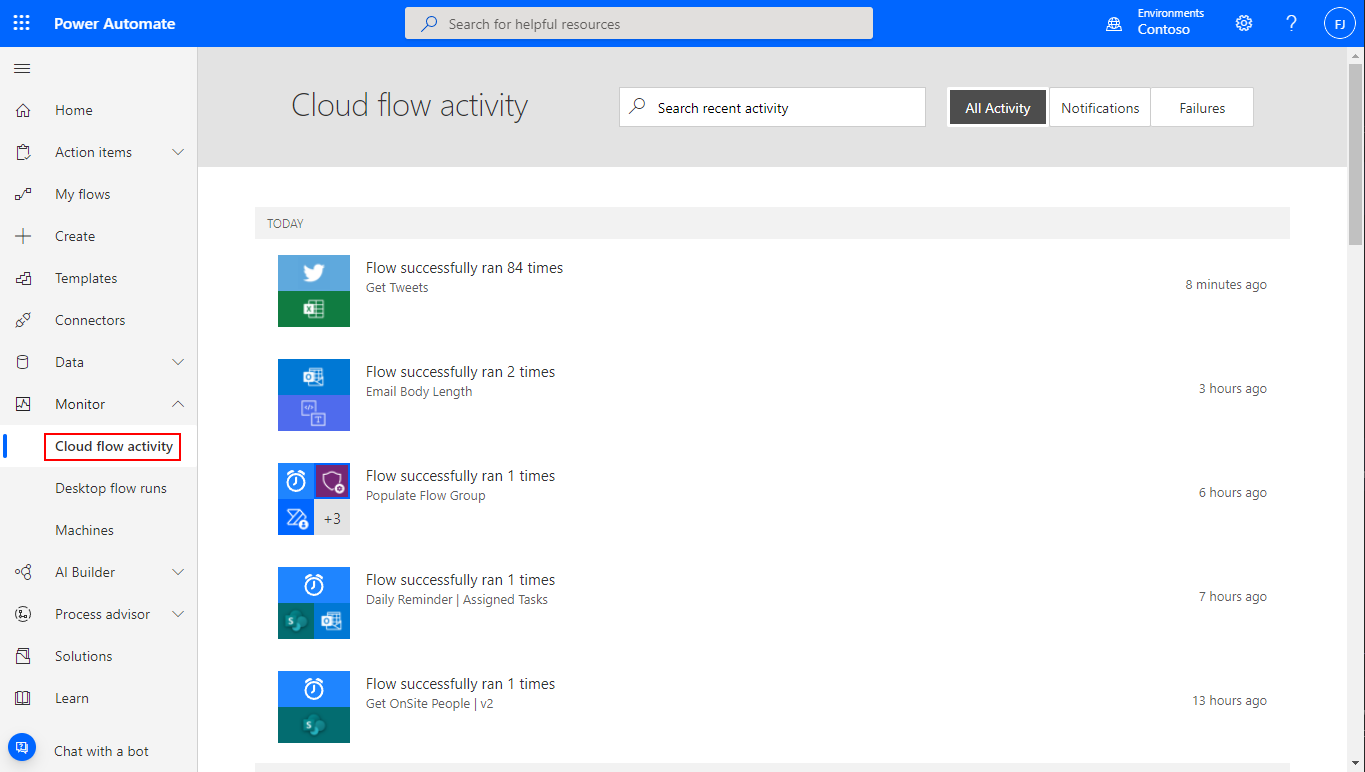 Power Automate
Search for helpful resources
Environments
Contoso
?
FJ
Home
Action items
My flows
Create
Templates
Connectors
Data
Monitor
Cloud flow activity
Desktop flow runs
Machines
AI Builder
Process advisor
Solutions
Learn
Chat with a bot
Cloud flow activity
Search recent activity
All Activity
Notifications
Failures
TODAY
Flow successfully ran 84 times
Get Tweets
8 minutes ago
Flow successfully ran 2 times
Email Body Length
3 hours ago
+3
Flow successfully ran 1 times
Populate Flow Group
6 hours ago
Flow successfully ran 1 times
Daily Reminder | Assigned Tasks
7 hours ago
Flow successfully ran 1 times
Get OnSite People | v2
13 hours ago